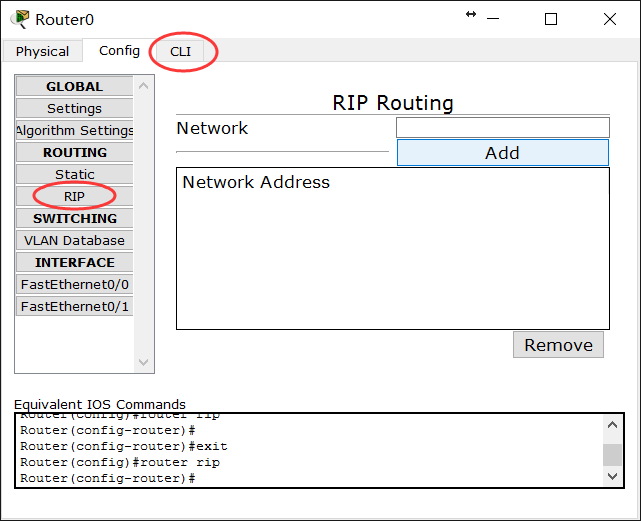 Router0
Physical Config CLI
GLOBAL
Settings
Algorithm Settings
ROUTING
Static
RIP
SWITCHING
VLAN Database
INTERFACE
FastEthernet0/0
FastEthernet0/1
RIP Routing
Network
Add
Network Address
Remove
Equivalent IOS Commands
Router(config)#router rip
Router(config-router)#
Router(config-router)#exit
Router(config)#router rip
Router(config-router)#